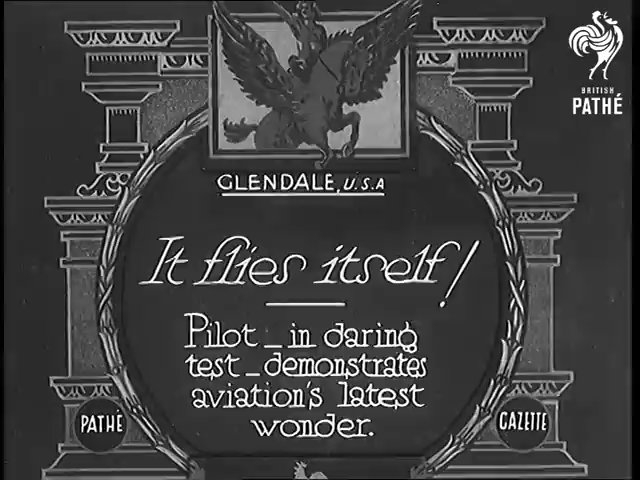 BRITISH
PATHÉ
GLENDALE, U.S.A
It flies itself!
Pilot – in daring
test – demonstrates
aviation's latest
wonder.
PATHÉ
GAZETTE